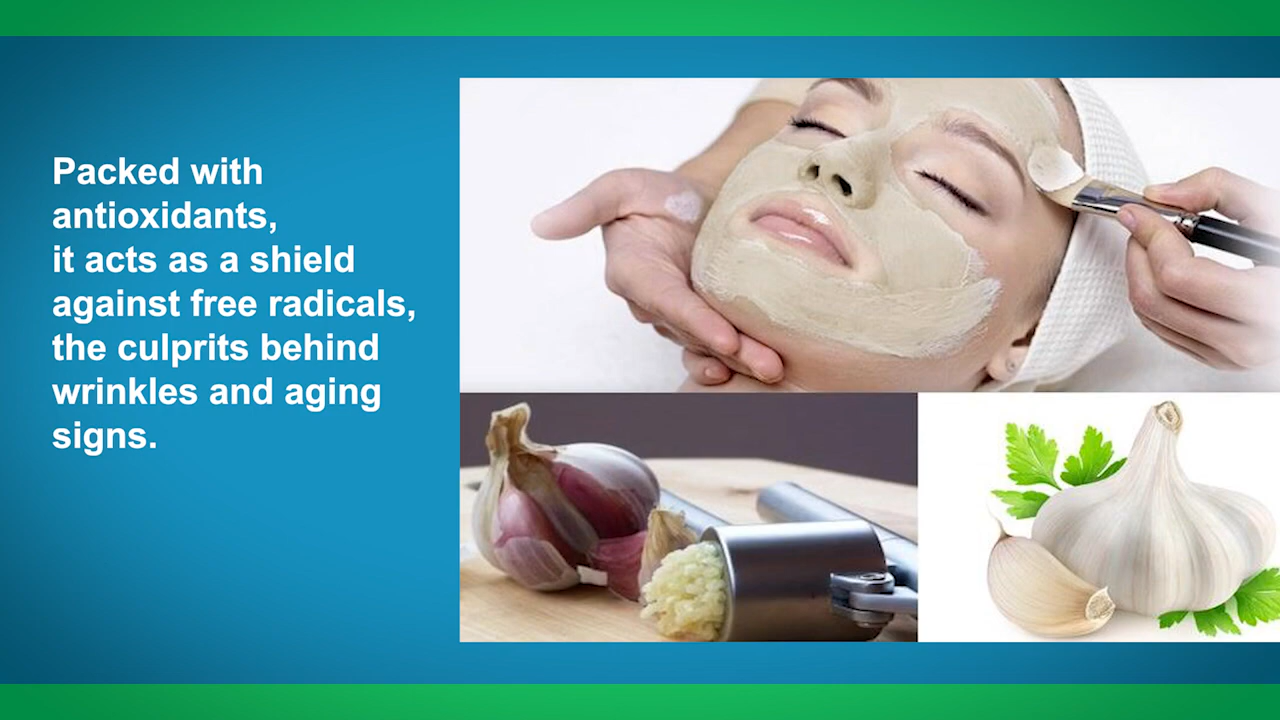 Packed with
antioxidants,
it acts as a shield
against free radicals,
the culprits behind
wrinkles and aging
signs.